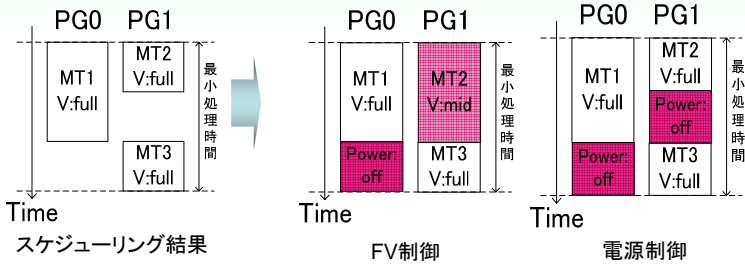 PG0 PG1
MT1
V:full
MT2
V:full
MT3
V:full
最小処理時間
Time
スケジューリング結果
PG0 PG1
MT1
V:full
Power:
off
MT2
V:mid
MT3
V:full
最小処理時間
Time
FV制御
PG0 PG1
MT1
V:full
Power:
off
MT2
V:full
Power:
off
MT3
V:full
最小処理時間
Time
電源制御